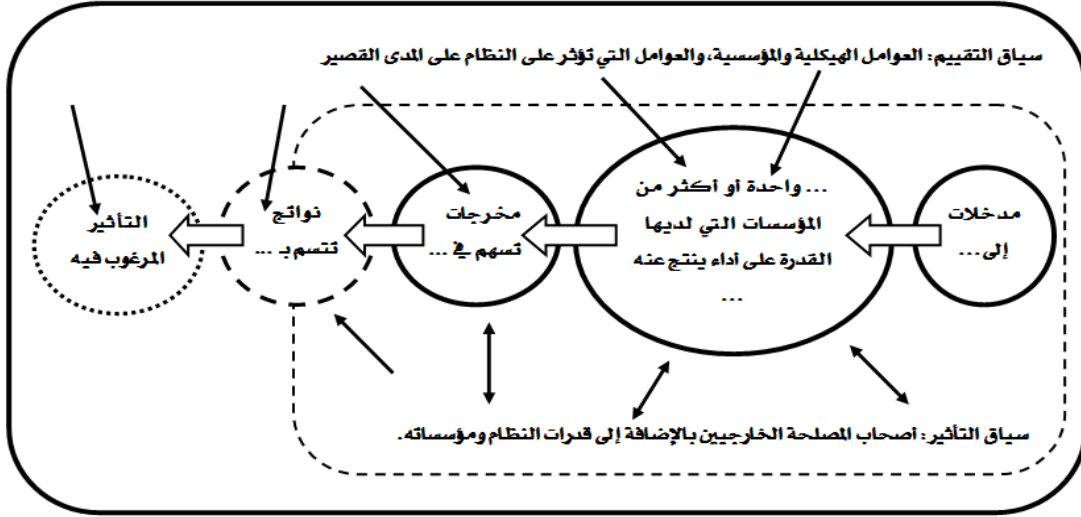 سياق التقييم: العوامل الهيكلية والمؤسسية، والعوامل التي تؤثر على النظام على المدى القصير
مدخلات
إلى ...
... واحدة أو أكثر من
المؤسسات التي لديها
القدرة على أداء ينتج عنه
...
مخرجات
تسهم في ...
نواتج
تتسم بـ ...
التأثير
المرغوب فيه
سياق التأثير: أصحاب المصلحة الخارجيين بالإضافة إلى قدرات النظام ومؤسساته.